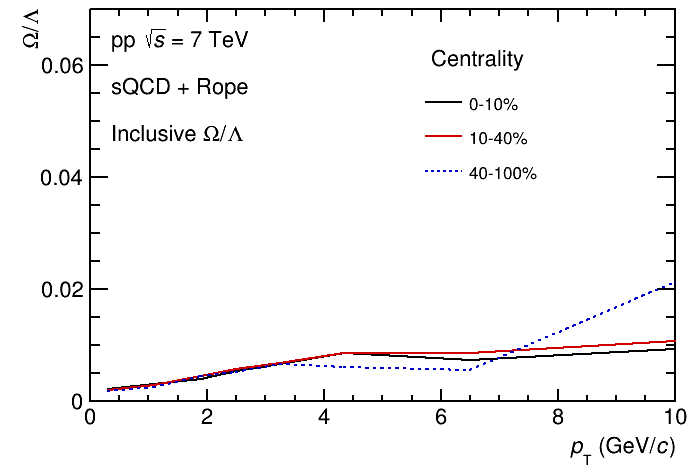 Ω/Λ
pp √s = 7 TeV
sQCD + Rope
Inclusive Ω/Λ
Centrality
0-10%
10-40%
40-100%
0.06
0.04
0.02
0
0 2 4 6 8 10
pT (GeV/c)